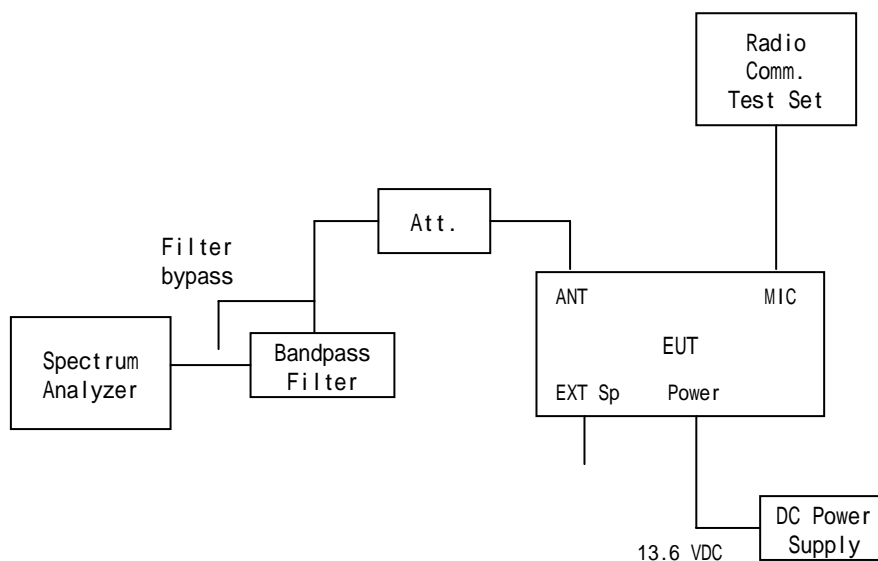 Radio
Comm.
Test Set
Att.
Filter
bypass
ANT
MIC
EUT
Spectrum
Analyzer
Bandpass
Filter
EXT Sp
Power
DC Power
Supply
13.6 VDC